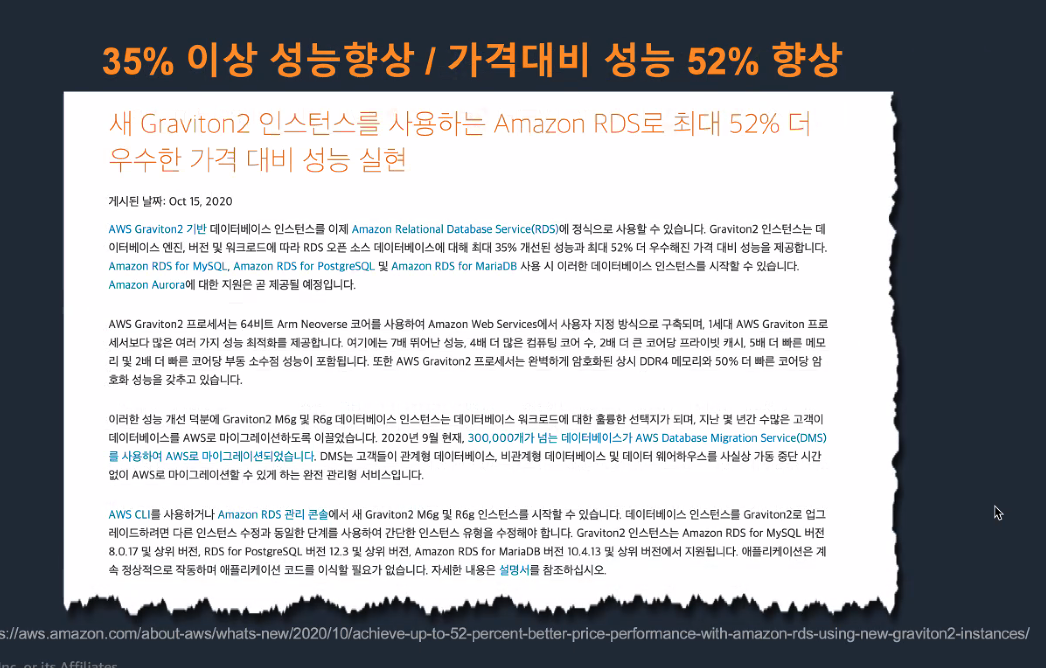 35% 이상 성능향상 / 가격대비 성능 52% 향상
새 Graviton2 인스턴스를 사용하는 Amazon RDS로 최대 52% 더
우수한 가격 대비 성능 실현
게시된 날짜: Oct 15, 2020
AWS Graviton2 기반 데이터베이스 인스턴스를 이제 Amazon Relational Database Service(RDS)에 정식으로 사용할 수 있습니다. Graviton2 인스턴스는 데
이터베이스 엔진, 버전 및 워크로드에 따라 RDS 오픈 소스 데이터베이스에 대해 최대 35% 개선된 성능과 최대 52% 더 우수해진 가격 대비 성능을 제공합니다.
Amazon RDS for MySQL, Amazon RDS for PostgreSQL 및 Amazon RDS for MariaDB 사용 시 이러한 데이터베이스 인스턴스를 시작할 수 있습니다.
Amazon Aurora에 대한 지원은 곧 제공될 예정입니다.
AWS Graviton2 프로세서는 64비트 Arm Neoverse 코어를 사용하여 Amazon Web Services에서 사용자 지정 방식으로 구축되며, 1세대 AWS Graviton 프로
세서보다 많은 여러 가지 성능 최적화를 제공합니다. 여기에는 7배 뛰어난 성능, 4배 더 많은 컴퓨팅 코어 수, 2배 더 큰 코어당 프라이빗 캐시, 5배 더 빠른 메모
리 및 2배 더 빠른 코어당 부동 소수점 성능이 포함됩니다. 또한 AWS Graviton2 프로세서는 완벽하게 암호화된 상시 DDR4 메모리와 50% 더 빠른 코어당 암
호화 성능을 갖추고 있습니다.
이러한 성능 개선 덕분에 Graviton2 M6g 및 R6g 데이터베이스 인스턴스는 데이터베이스 워크로드에 대한 훌륭한 선택지가 되며, 지난 몇 년간 수많은 고객이
데이터베이스를 AWS로 마이그레이션하도록 이끌었습니다. 2020년 9월 현재, 300,000개가 넘는 데이터베이스가 AWS Database Migration Service(DMS)
를 사용하여 AWS로 마이그레이션되었습니다. DMS는 고객들이 관계형 데이터베이스, 비관계형 데이터베이스 및 데이터 웨어하우스를 사실상 가동 중단 시간
없이 AWS로 마이그레이션할 수 있게 하는 완전 관리형 서비스입니다.
AWS CLI를 사용하거나 Amazon RDS 관리 콘솔에서 새 Graviton2 M6g 및 R6g 인스턴스를 시작할 수 있습니다. 데이터베이스 인스턴스를 Graviton2로 업그
레이드하려면 다른 인스턴스 수정과 동일한 단계를 사용하여 간단한 인스턴스 유형을 수정해야 합니다. Graviton2 인스턴스는 Amazon RDS for MySQL 버전
8.0.17 및 상위 버전, RDS for PostgreSQL 버전 12.3 및 상위 버전, Amazon RDS for MariaDB 버전 10.4.13 및 상위 버전에서 지원됩니다. 애플리케이션은 계
속 정상적으로 작동하며 애플리케이션 코드를 이식할 필요가 없습니다. 자세한 내용은 설명서를 참조하십시오.
s://aws.amazon.com/about-aws/whats-new/2020/10/achieve-up-to-52-percent-better-price-performance-with-amazon-rds-using-new-graviton2-instances/
Inc. or its Affiliates